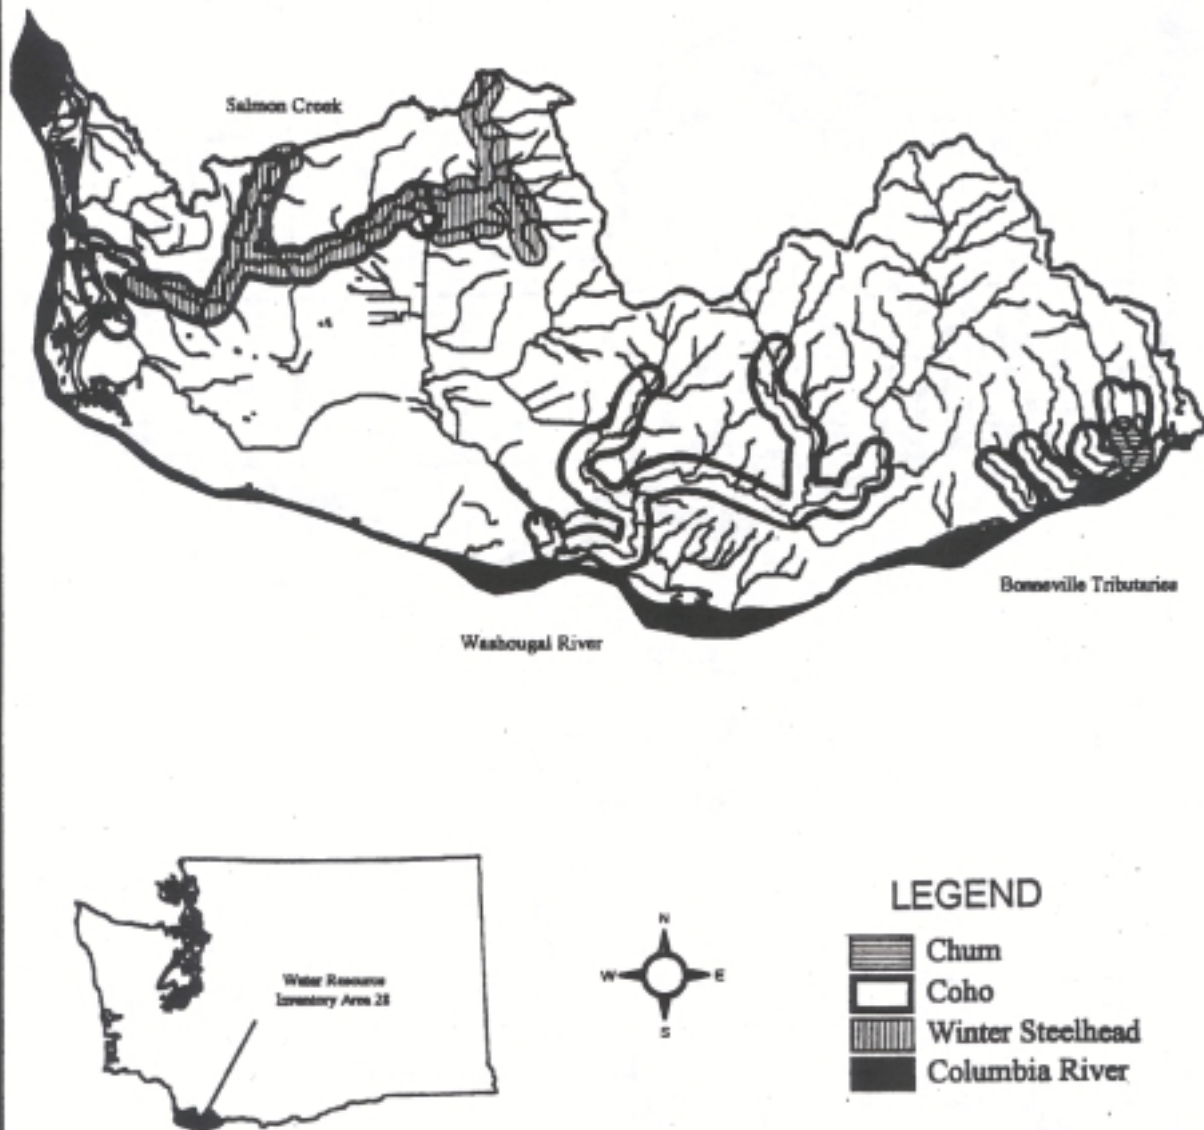 Salmon Creek
Bonneville Tributaries
Washougal River
Water Resource
Inventory Area 28
N
W
E
S
LEGEND
Chum
Coho
Winter Steelhead
Columbia River